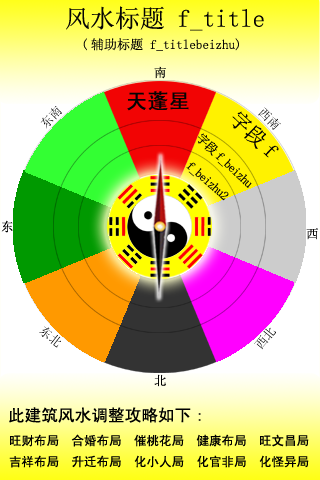 风水标题 f_title
(辅助标题 f_titlebeizhu)
南
东南
西南
天蓬星
字段 f
字段 f_beizhu
f_beizhu2
东
西
东北
西北
北
此建筑风水调整攻略如下：
旺财布局 合婚布局 催桃花局 健康布局 旺文昌局
吉祥布局 升迁布局 化小人局 化官非局 化怪异局